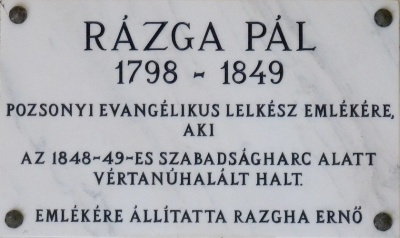 RÁZGA PÁL
1798 - 1849
POZSONYI EVANGÉLIKUS LELKÉSZ EMLÉKÉRE,
AKI
AZ 1848-49-ES SZABADSÁGHARC ALATT
VÉRTANÚHALÁLT HALT.
EMLÉKÉRE ÁLLÍTATTA RAZGHA ERNŐ